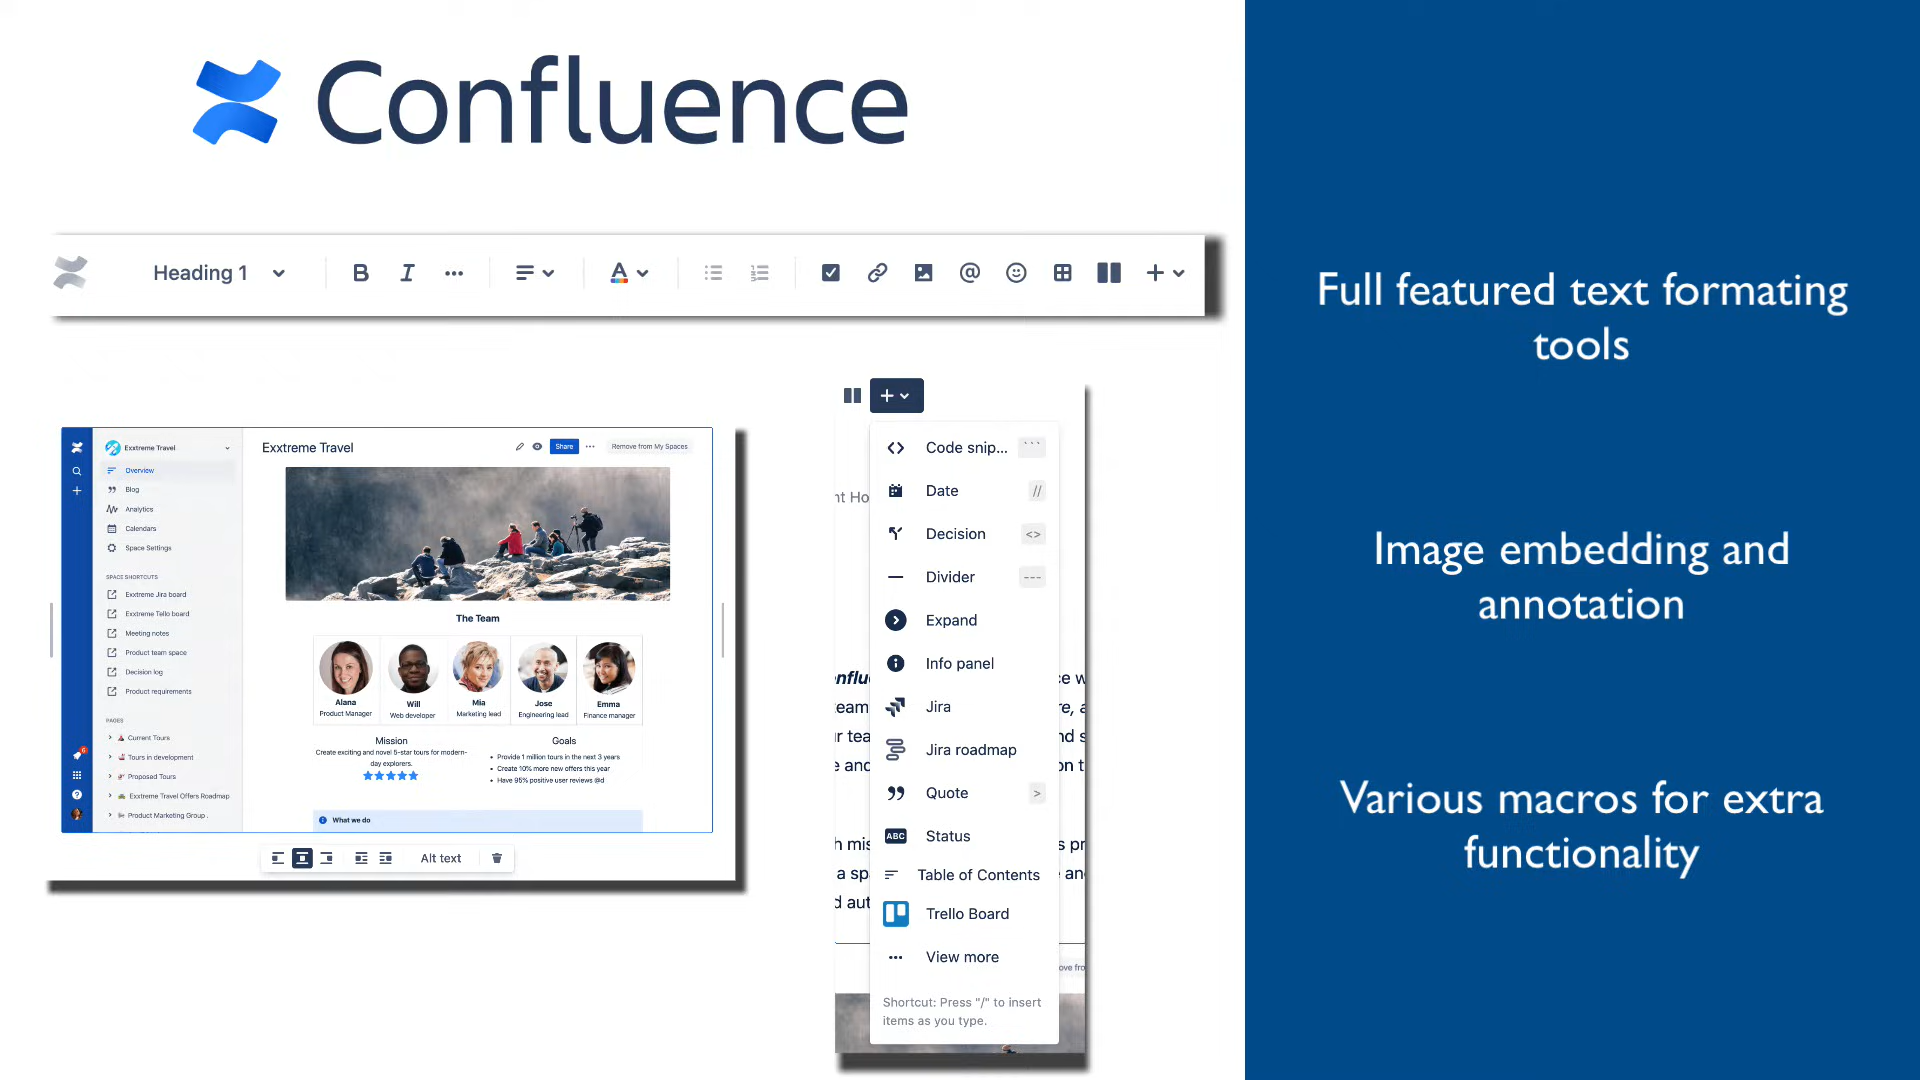 Confluence
Heading 1
Full featured text formating
tools
Exxtreme Travel
Overview
Blog
Analytics
Calendars
Space Settings
SPACE SHORTCUTS
Exxtreme Jira board
Exxtreme Tello board
Meeting notes
Product team space
Decision log
Product requirements
PAGES
Current Tours
Tours in development
Proposed Tours
Exxtreme Travel Offers Roadmap
Product Marketing Group .
6
Exxtreme Travel
Share
Remove from My Spaces
The Team
Alana
Product Manager
Will
Web developer
Mia
Marketing lead
Jose
Engineering lead
Emma
Finance manager
Mission
Create exciting and novel 5-star tours for modern-
day explorers.
Goals
Provide 1 million tours in the next 3 years
Create 10% more new offers this year
Have 95% positive user reviews @d
What we do
Alt text
Code snip... ```
Date //
Decision <>
Divider ---
Expand
Info panel
Jira
Jira roadmap
Quote >
ABC Status
Table of Contents
Trello Board
View more
Shortcut: Press "/" to insert
items as you type.
Image embedding and
annotation
Various macros for extra
functionality